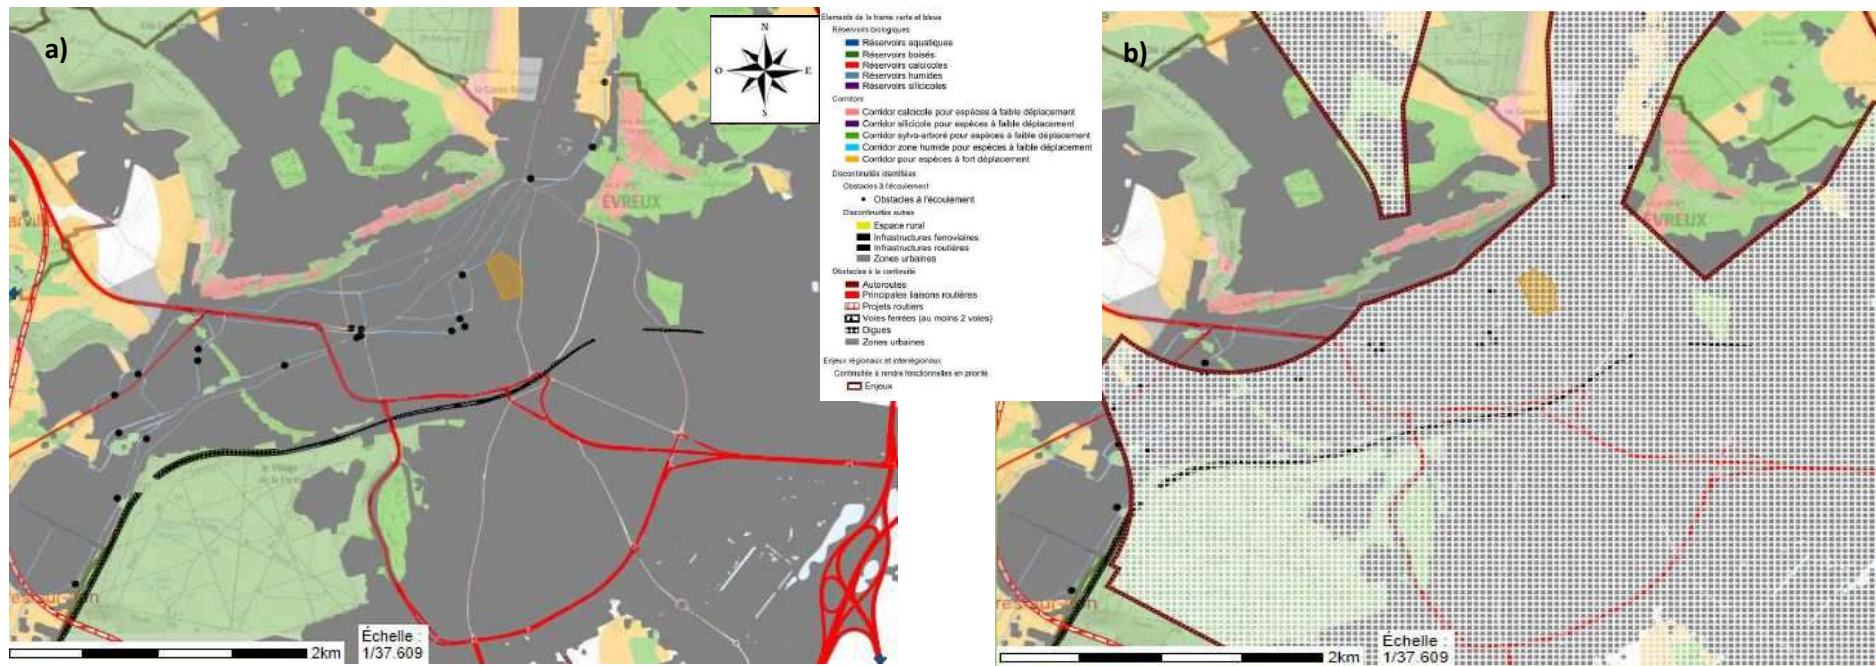 a)
N
O
E
S
ÉVREUX
le Village
Échelle :
1/37.609
2km
Elements de la trame verte et bleue
Réservoirs biologiques
Réservoirs aquatiques
Réservoirs boisés
Réservoirs calcicoles
Réservoirs humides
Réservoirs silicicoles
Corridors
Corridor calcicole pour espèces à faible déplacement
Corridor silicicole pour espèces à faible déplacement
Corridor sylvo-arboré pour espèces à faible déplacement
Corridor zone humide pour espèces à faible déplacement
Corridor pour espèces à fort déplacement
Discontinuités identifiées
Obstacles à l'écoulement
Obstacles à l'écoulement
Discontinuités autres
Espace rural
Infrastructures ferroviaires
Infrastructures routières
Zones urbaines
Obstacles à la continuité
Autoroutes
Principales liaisons routières
Projets routiers
Voies ferrées (au moins 2 voies)
Digues
Zones urbaines
Enjeux régionaux et interrégionaux
Continuités à rendre fonctionnelles en priorité
Enjeux
b)
ÉVREUX
Échelle :
1/37.609
2km